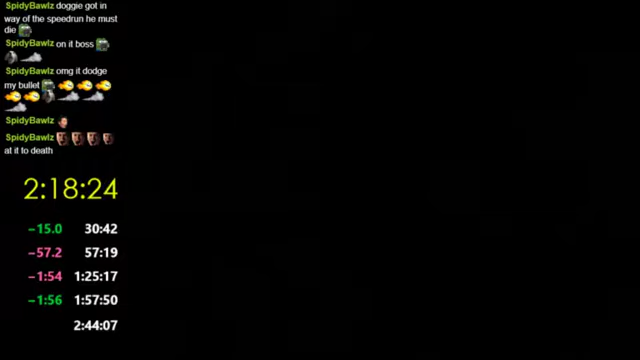 SpidyBawlz doggie got in
way of the speedrun he must
die
SpidyBawlz on it boss
SpidyBawlz omg it dodge
my bullet
SpidyBawlz
SpidyBawlz
at it to death
2:18:24
−15.0 30:42
−57.2 57:19
−1:54 1:25:17
−1:56 1:57:50
2:44:07